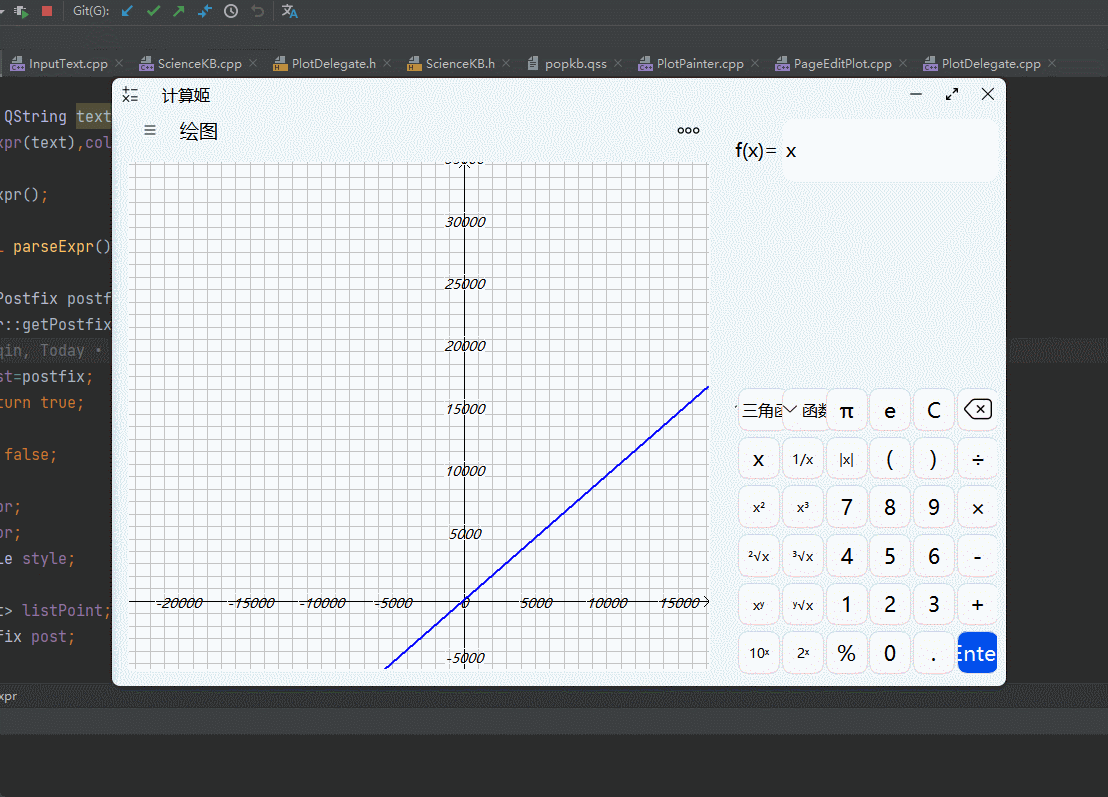 Git(G):
InputText.cpp ScienceKB.cpp PlotDelegate.h ScienceKB.h popkb.qss PlotPainter.cpp PageEditPlot.cpp PlotDelegate.cpp
QString text
xpr(text),col
xpr();
parseExpr()
Postfix postf
r::getPostfix
qin, Today •
st=postfix;
turn true;
false;
pr;
pr;
le style;
t> listPoint;
fix post;
xpr
计算姬
绘图
f(x)= x
30000
25000
20000
15000
10000
5000
-20000 -15000 -10000 -5000 0 5000 10000 15000
-5000
三角函 函数 π e C
x 1/x |x| ( ) ÷
x² x³ 7 8 9 ×
²√x ³√x 4 5 6 -
xʸ ʸ√x 1 2 3 +
10ˣ 2ˣ % 0 . Ente